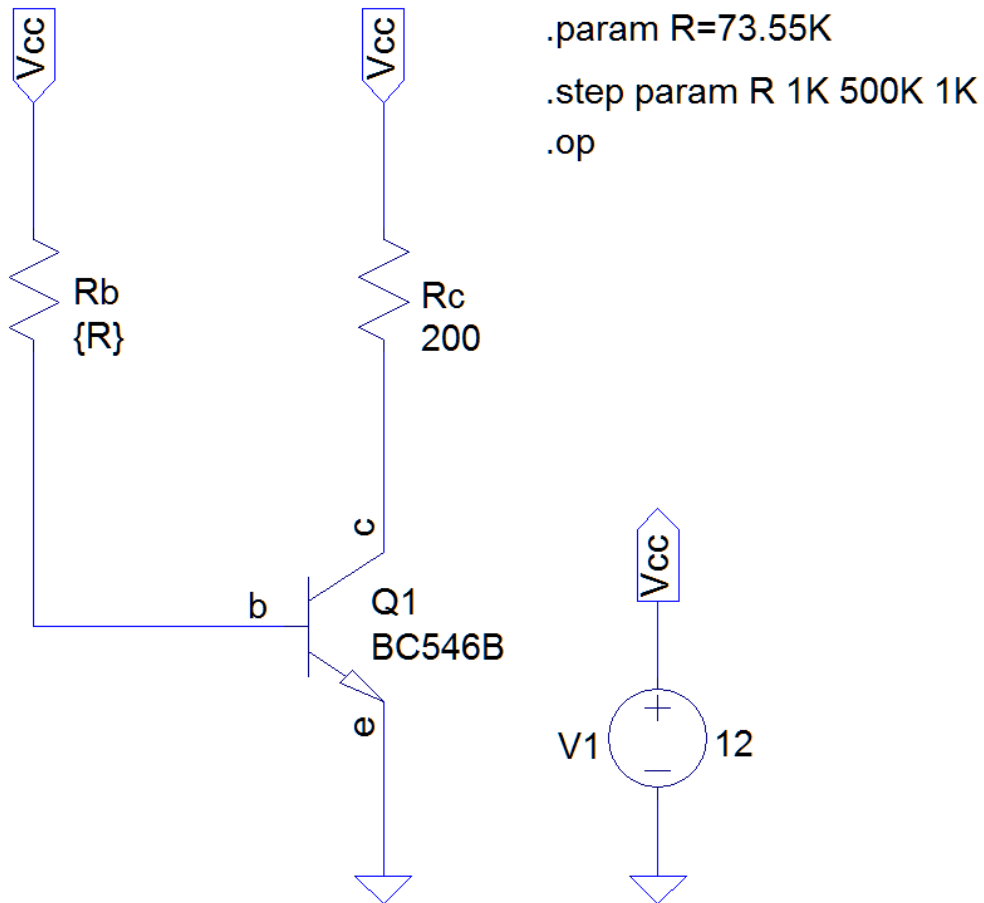 Vcc
Vcc
.param R=73.55K
.step param R 1K 500K 1K
.op
Rb
{R}
Rc
200
c
b
Q1
BC546B
e
Vcc
V1
12